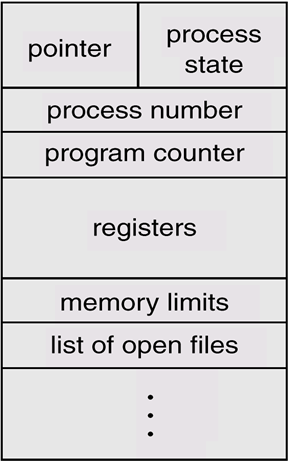 pointer
process
state
process number
program counter
registers
memory limits
list of open files